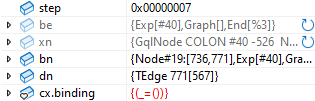 step 0x00000007
be {Exp[#40],Graph[],End[%3]}
xn {GqlNode COLON #40 -526 N
bn {Node#19:[736,771],Exp[#40],Gra
dn {TEdge 771[567]}
cx.binding {(_=())}